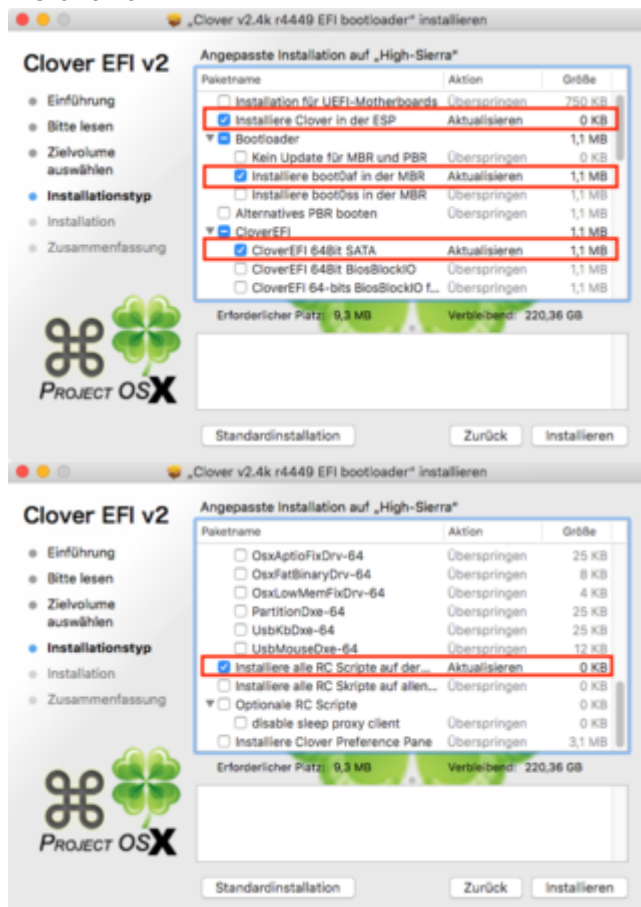 „Clover v2.4k r4449 EFI bootloader“ installieren
Clover EFI v2
Angepasste Installation auf „High-Sierra“
Paketname Aktion Größe
Einführung
Bitte lesen
Zielvolume
auswählen
Installationstyp
Installation
Zusammenfassung
Installation für UEFI-Motherboards Überspringen 750 KB
Installiere Clover in der ESP Aktualisieren 0 KB
Bootloader 1,1 MB
Kein Update für MBR und PBR Überspringen 0 KB
Installiere boot0af in der MBR Aktualisieren 1,1 MB
Installiere boot0ss in der MBR Überspringen 1,1 MB
Alternatives PBR booten Überspringen 1,1 MB
CloverEFI 1,1 MB
CloverEFI 64Bit SATA Aktualisieren 1,1 MB
CloverEFI 64Bit BiosBlockIO Überspringen 1,1 MB
CloverEFI 64-bits BiosBlockIO f... Überspringen 1,1 MB
Erforderlicher Platz: 9,3 MB Verbleibend: 220,36 GB
PROJECT OSX
Standardinstallation Zurück Installieren
„Clover v2.4k r4449 EFI bootloader“ installieren
Clover EFI v2
Angepasste Installation auf „High-Sierra“
Paketname Aktion Größe
Einführung
Bitte lesen
Zielvolume
auswählen
Installationstyp
Installation
Zusammenfassung
OsxAptioFixDrv-64 Überspringen 25 KB
OsxFatBinaryDrv-64 Überspringen 8 KB
OsxLowMemFixDrv-64 Überspringen 4 KB
PartitionDxe-64 Überspringen 25 KB
UsbKbDxe-64 Überspringen 25 KB
UsbMouseDxe-64 Überspringen 12 KB
Installiere alle RC Scripte auf der... Aktualisieren 0 KB
Installiere alle RC Skripte auf allen... Überspringen 0 KB
Optionale RC Scripte 0 KB
disable sleep proxy client Überspringen 0 KB
Installiere Clover Preference Pane Überspringen 3,1 MB
Erforderlicher Platz: 9,3 MB Verbleibend: 220,36 GB
PROJECT OSX
Standardinstallation Zurück Installieren